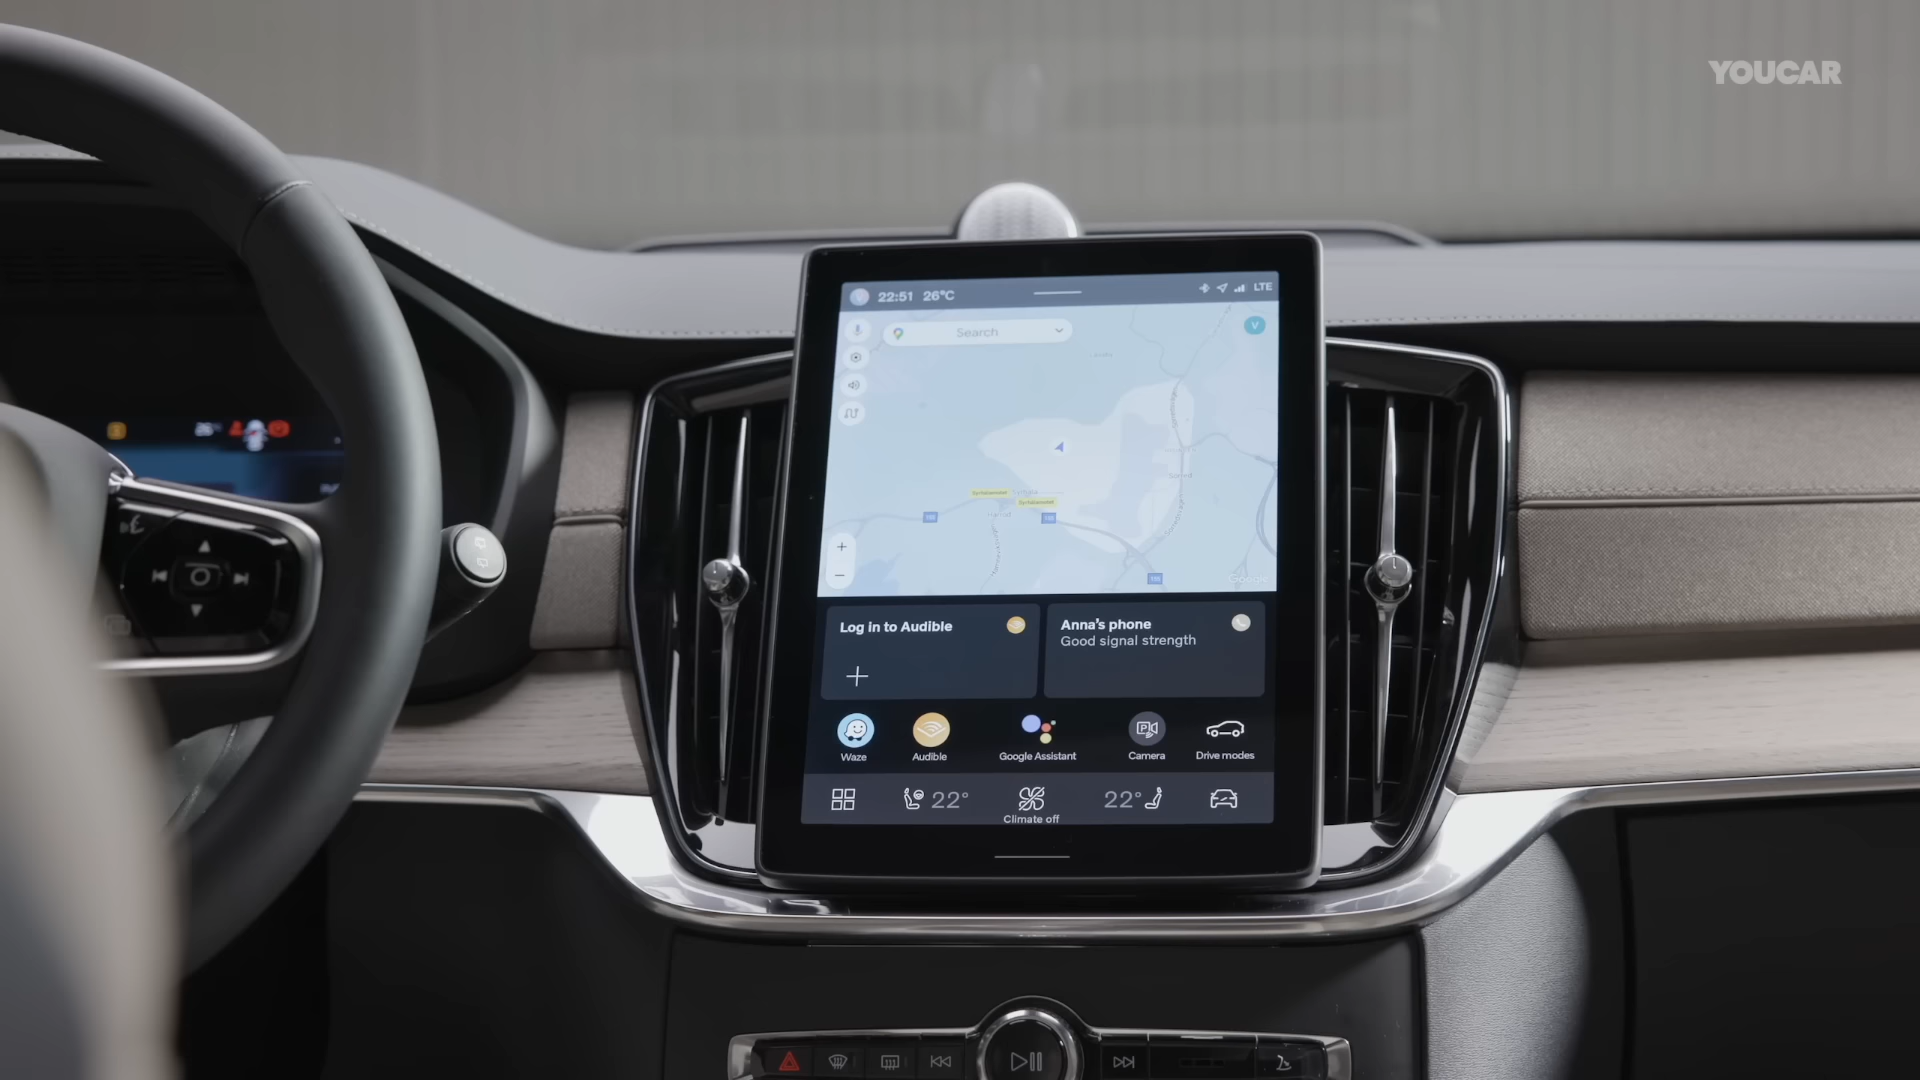 YOUCAR
22:51 26°C
LTE
Search
V
Google
Log in to Audible
Anna's phone
Good signal strength
Waze
Audible
Google Assistant
Camera
Drive modes
22°
22°
Climate off